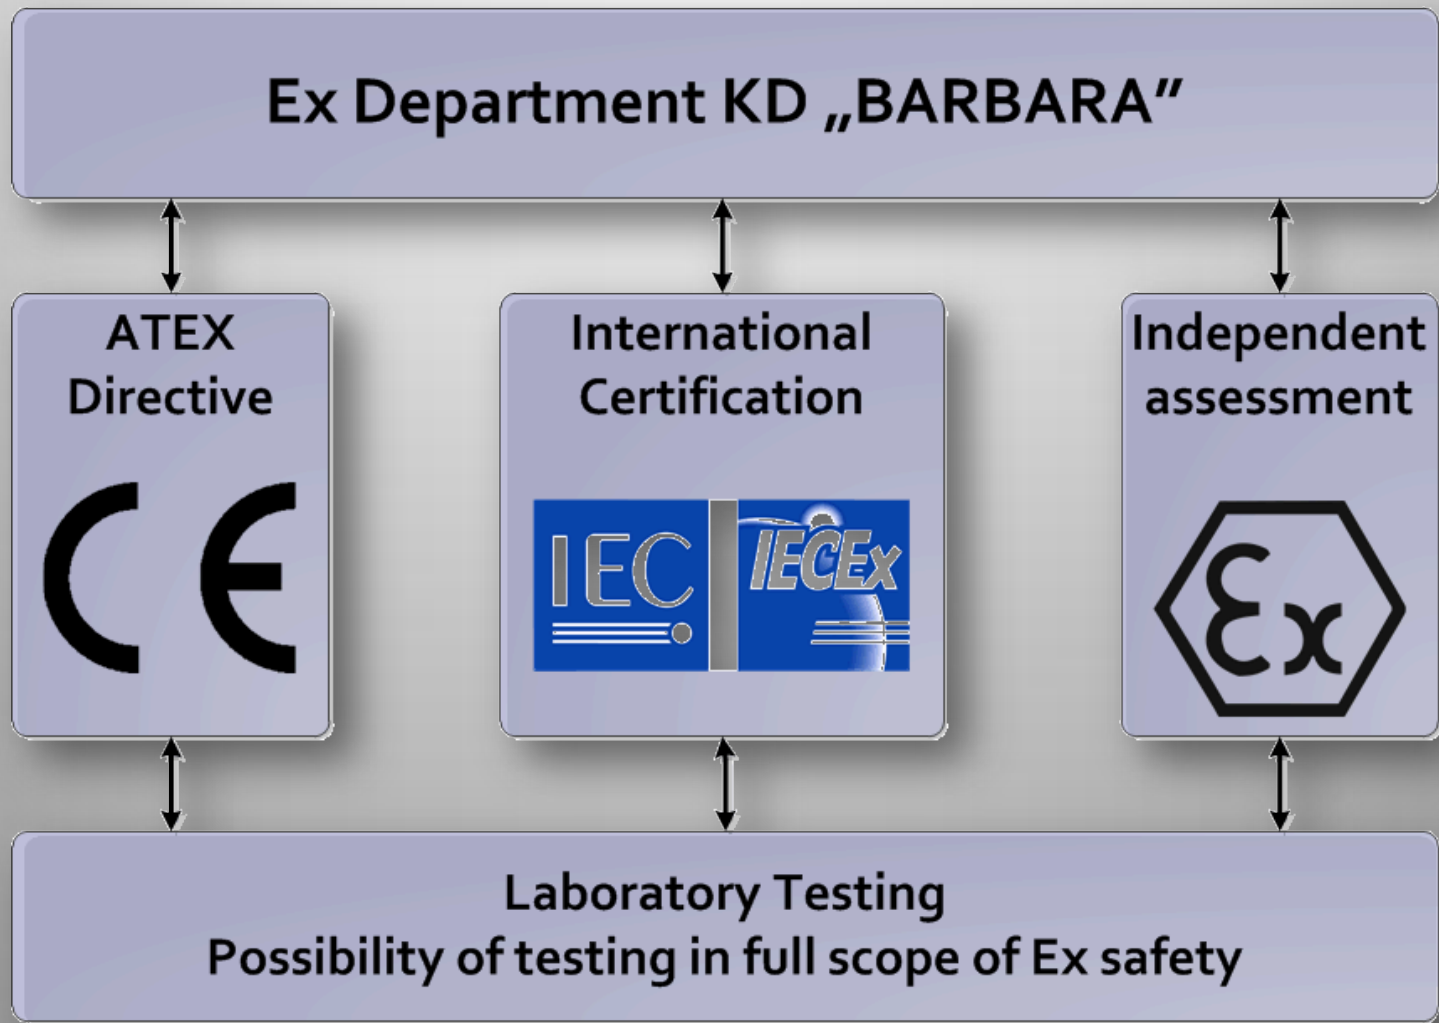 Ex Department KD „BARBARA”
ATEX
Directive
CE
International
Certification
IEC
IECEx
Independent
assessment
Ex
Laboratory Testing
Possibility of testing in full scope of Ex safety